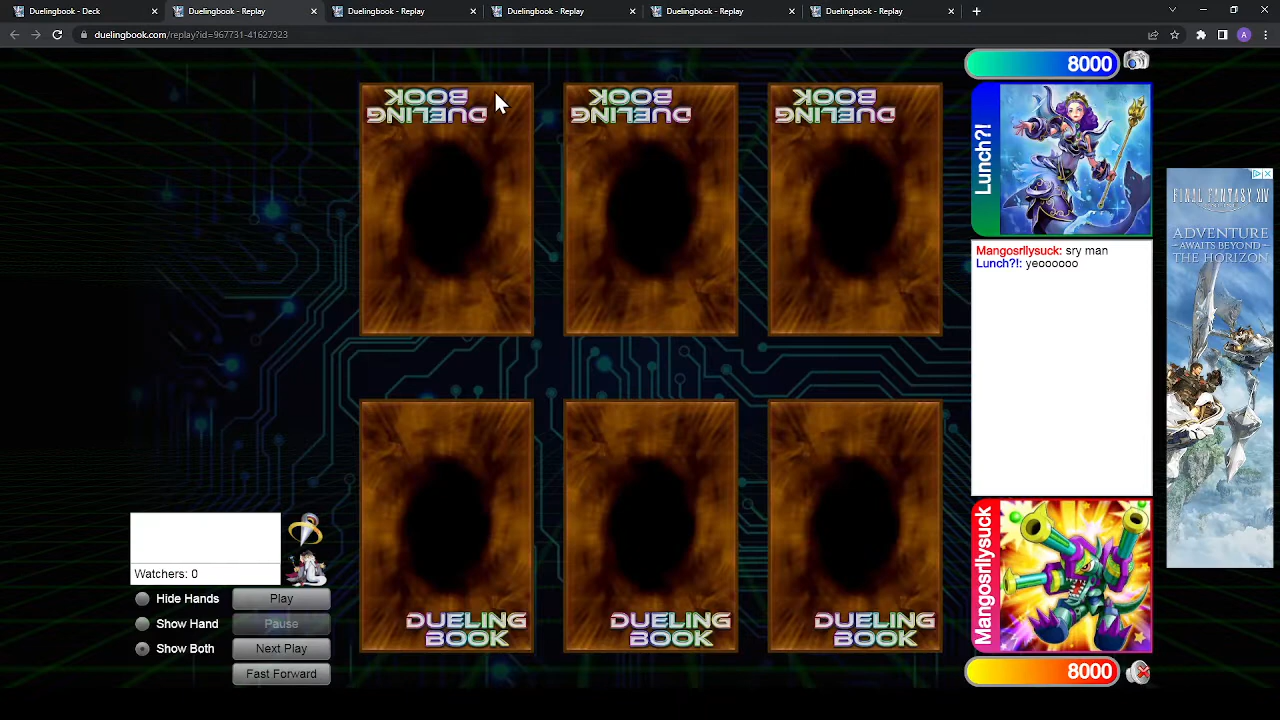 Duelingbook - Deck
Duelingbook - Replay
Duelingbook - Replay
Duelingbook - Replay
Duelingbook - Replay
Duelingbook - Replay
duelingbook.com/replay?id=967731-41627323
A
8000
DUELING
BOOK
DUELING
BOOK
DUELING
BOOK
Lunch?!
FINAL FANTASY XIV
ADVENTURE
AWAITS BEYOND
THE HORIZON
Mangosrllysuck: sry man
Lunch?!: yeoooooo
DUELING
BOOK
DUELING
BOOK
DUELING
BOOK
Mangosrllysuck
8000
Watchers: 0
Hide Hands
Play
Show Hand
Pause
Show Both
Next Play
Fast Forward